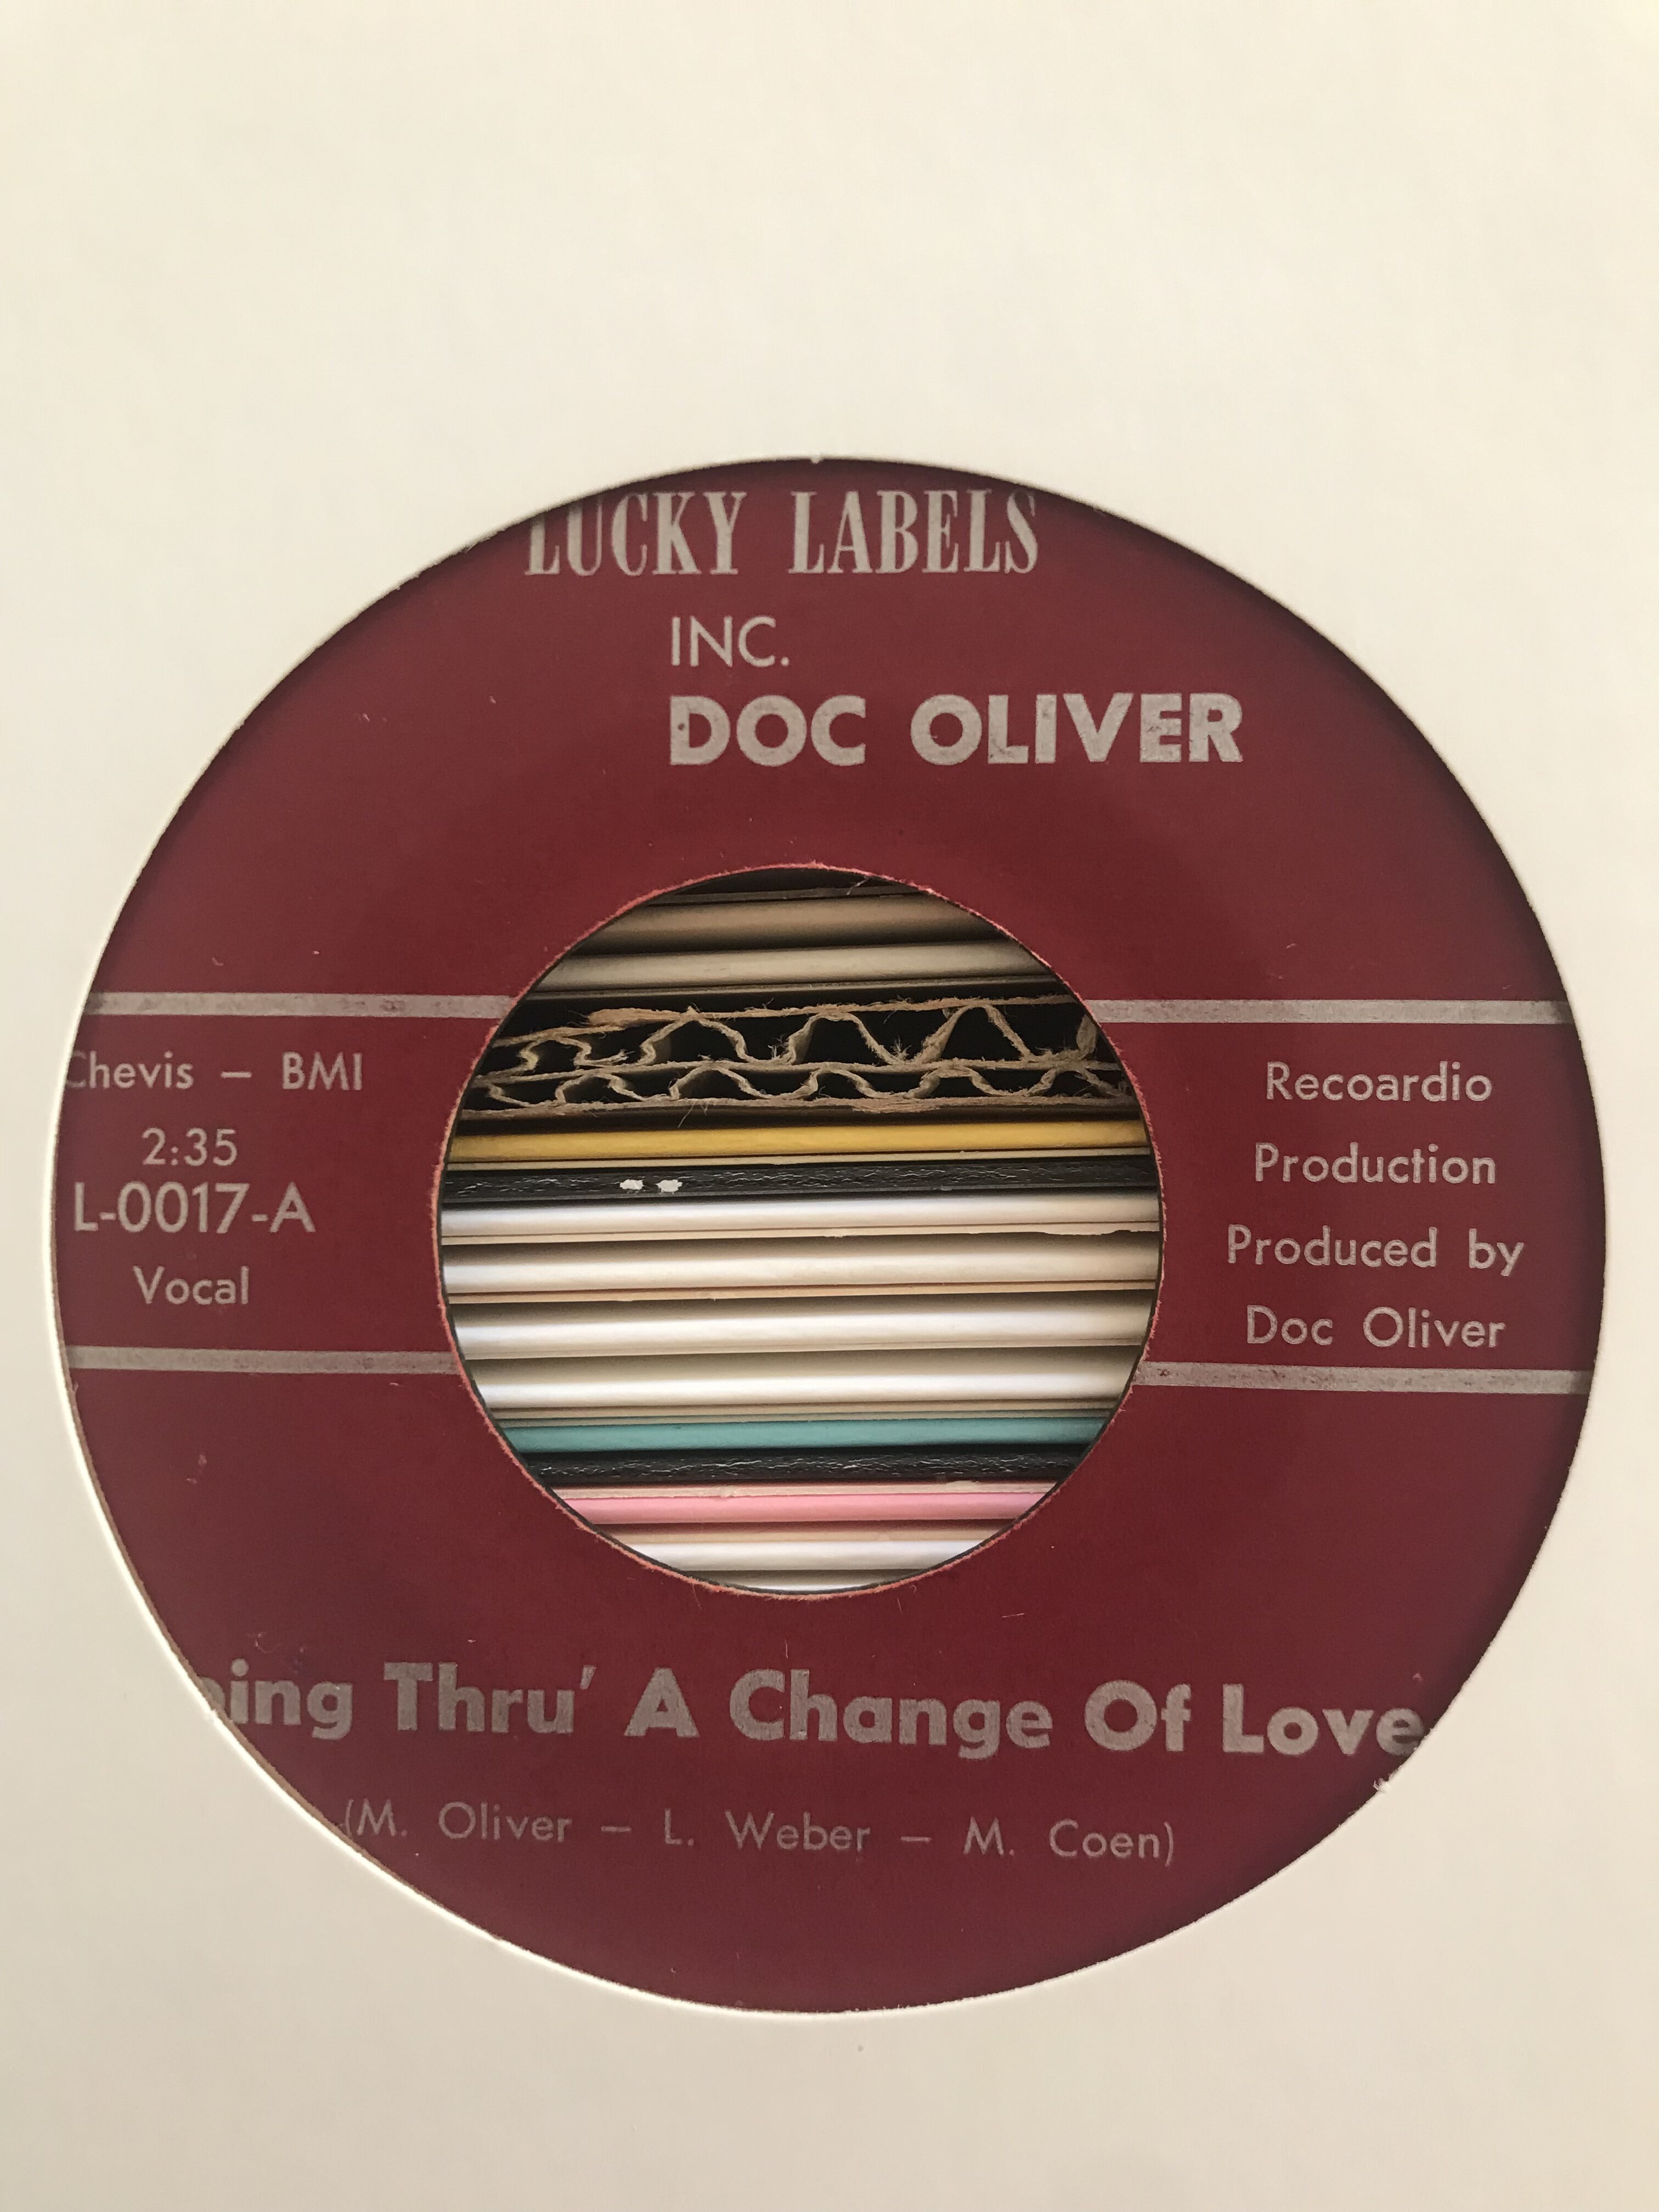 LUCKY LABELS
INC.
DOC OLIVER
Chevis — BMI
2:35
L-0017-A
Vocal
Recoardio
Production
Produced by
Doc Oliver
Thru' A Change Of Love
(M. Oliver — L. Weber — M. Coen)